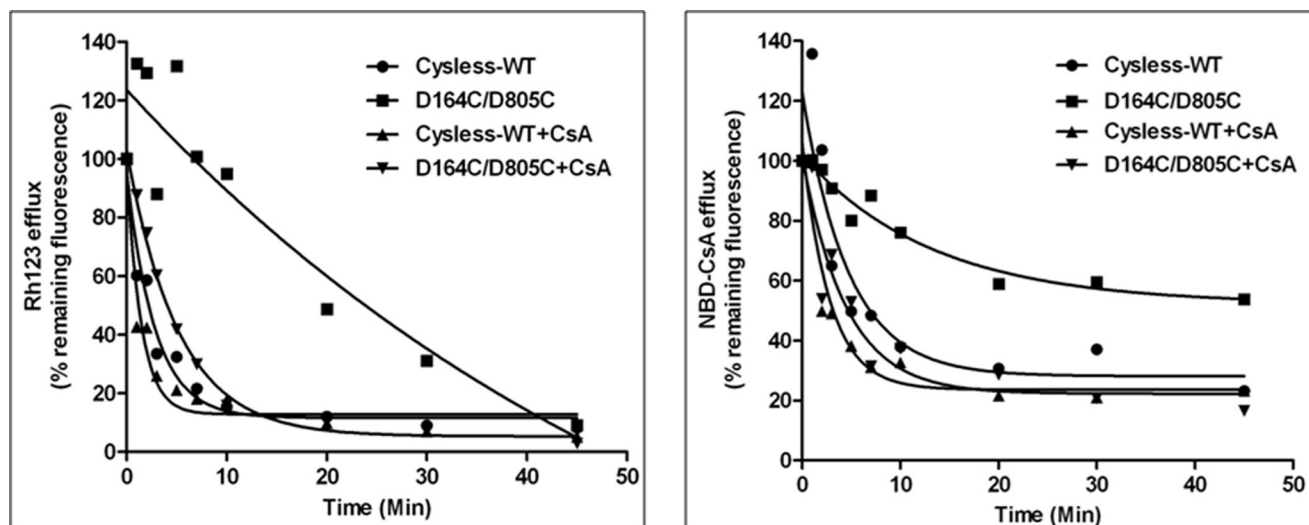 Rh123 efflux
(% remaining fluorescence)
140
120
100
80
60
40
20
0
0
10
20
30
40
50
Time (Min)
Cysless-WT
D164C/D805C
Cysless-WT+CsA
D164C/D805C+CsA
NBD-CsA efflux
(% remaining fluorescence)
140
120
100
80
60
40
20
0
0
10
20
30
40
50
Time (Min)
Cysless-WT
D164C/D805C
Cysless-WT+CsA
D164C/D805C+CsA